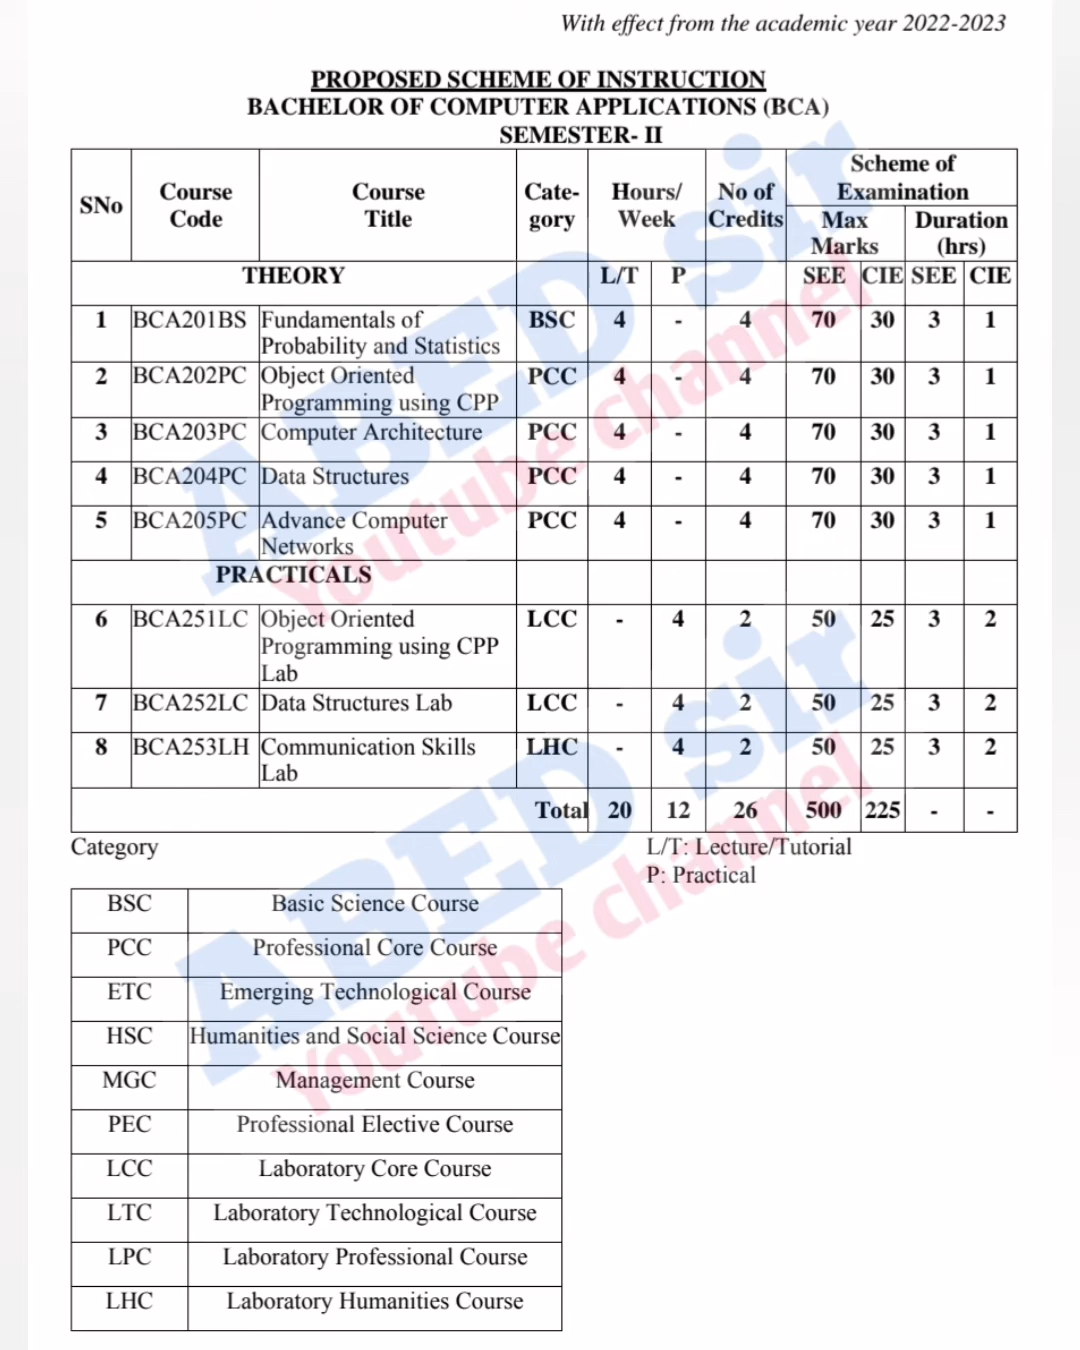 With effect from the academic year 2022-2023
PROPOSED SCHEME OF INSTRUCTION
BACHELOR OF COMPUTER APPLICATIONS (BCA)
SEMESTER- II
SNo Course Code Course Title Cate-gory Hours/ Week No of Credits Scheme of Examination
Max Marks Duration (hrs)
THEORY L/T P SEE CIE SEE CIE
1 BCA201BS Fundamentals of BSC 4 - 4 70 30 3 1
Probability and Statistics
2 BCA202PC Object Oriented PCC 4 - 4 70 30 3 1
Programming using CPP
3 BCA203PC Computer Architecture PCC 4 - 4 70 30 3 1
4 BCA204PC Data Structures PCC 4 - 4 70 30 3 1
5 BCA205PC Advance Computer PCC 4 - 4 70 30 3 1
Networks
PRACTICALS
6 BCA251LC Object Oriented LCC - 4 2 50 25 3 2
Programming using CPP
Lab
7 BCA252LC Data Structures Lab LCC - 4 2 50 25 3 2
8 BCA253LH Communication Skills LHC - 4 2 50 25 3 2
Lab
Total 20 12 26 500 225 - -
Category L/T: Lecture/Tutorial
P: Practical
BSC Basic Science Course
PCC Professional Core Course
ETC Emerging Technological Course
HSC Humanities and Social Science Course
MGC Management Course
PEC Professional Elective Course
LCC Laboratory Core Course
LTC Laboratory Technological Course
LPC Laboratory Professional Course
LHC Laboratory Humanities Course
ABED sir
Youtube channel
ABED sir
Youtube channel